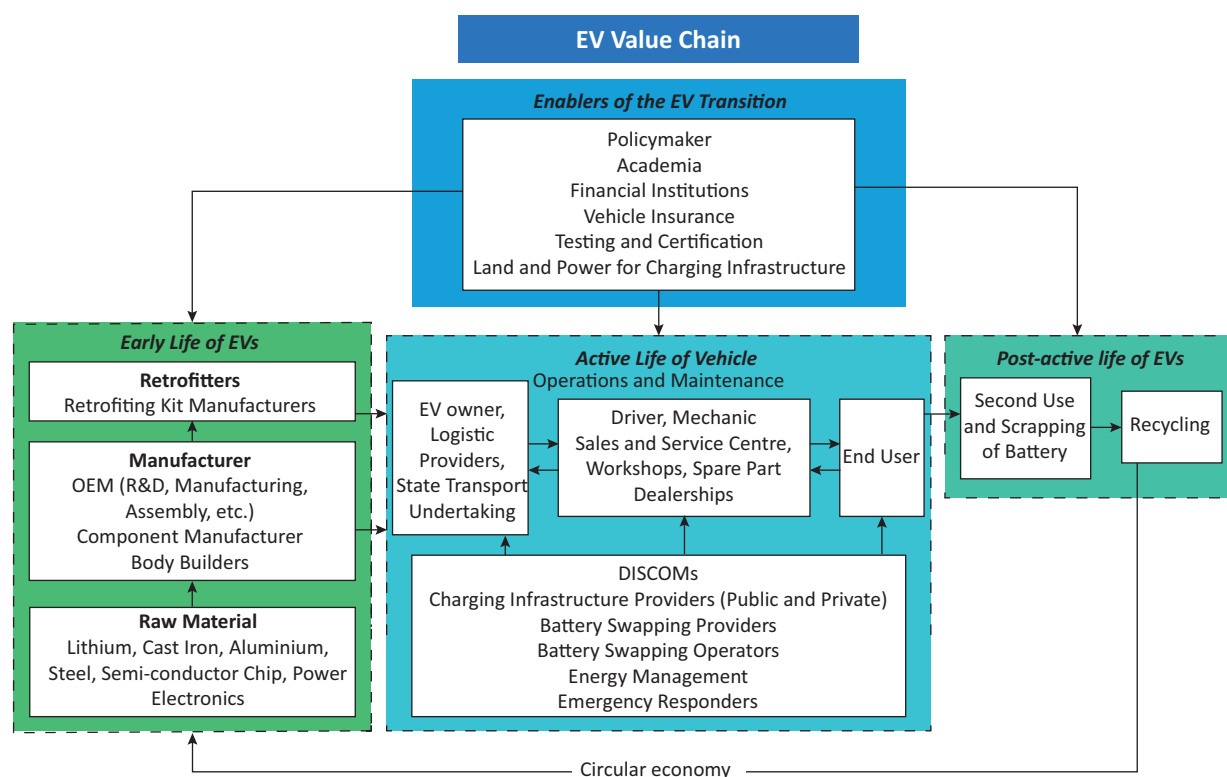 EV Value Chain
Enablers of the EV Transition
Policymaker
Academia
Financial Institutions
Vehicle Insurance
Testing and Certification
Land and Power for Charging Infrastructure
Early Life of EVs
Retrofitters
Retrofiting Kit Manufacturers
Manufacturer
OEM (R&D, Manufacturing,
Assembly, etc.)
Component Manufacturer
Body Builders
Raw Material
Lithium, Cast Iron, Aluminium,
Steel, Semi-conductor Chip, Power
Electronics
Active Life of Vehicle
Operations and Maintenance
EV owner,
Logistic
Providers,
State Transport
Undertaking
Driver, Mechanic
Sales and Service Centre,
Workshops, Spare Part
Dealerships
End User
DISCOMs
Charging Infrastructure Providers (Public and Private)
Battery Swapping Providers
Battery Swapping Operators
Energy Management
Emergency Responders
Post-active life of EVs
Second Use
and Scrapping
of Battery
Recycling
Circular economy